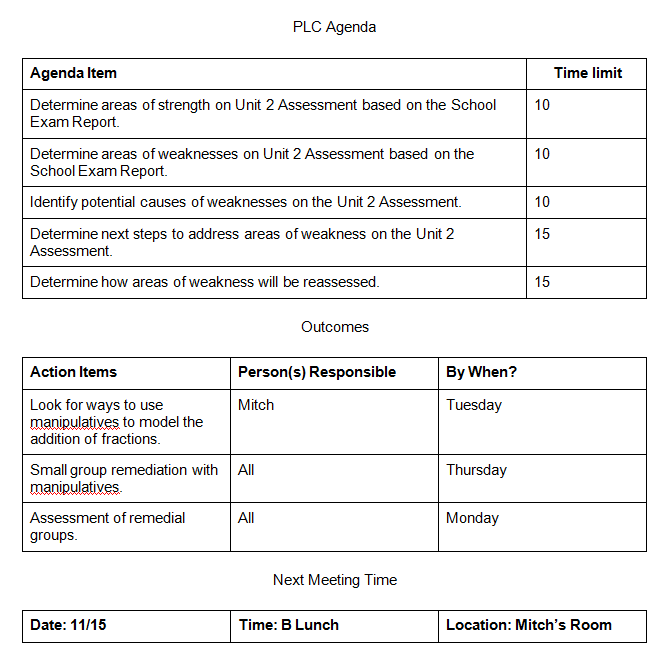 PLC Agenda
Agenda Item Time limit
Determine areas of strength on Unit 2 Assessment based on the School 10
Exam Report.
Determine areas of weaknesses on Unit 2 Assessment based on the 10
School Exam Report.
Identify potential causes of weaknesses on the Unit 2 Assessment. 10
Determine next steps to address areas of weakness on the Unit 2 15
Assessment.
Determine how areas of weakness will be reassessed. 15
Outcomes
Action Items Person(s) Responsible By When?
Look for ways to use Mitch Tuesday
manipulatives to model the
addition of fractions.
Small group remediation with All Thursday
manipulatives.
Assessment of remedial All Monday
groups.
Next Meeting Time
Date: 11/15 Time: B Lunch Location: Mitch's Room